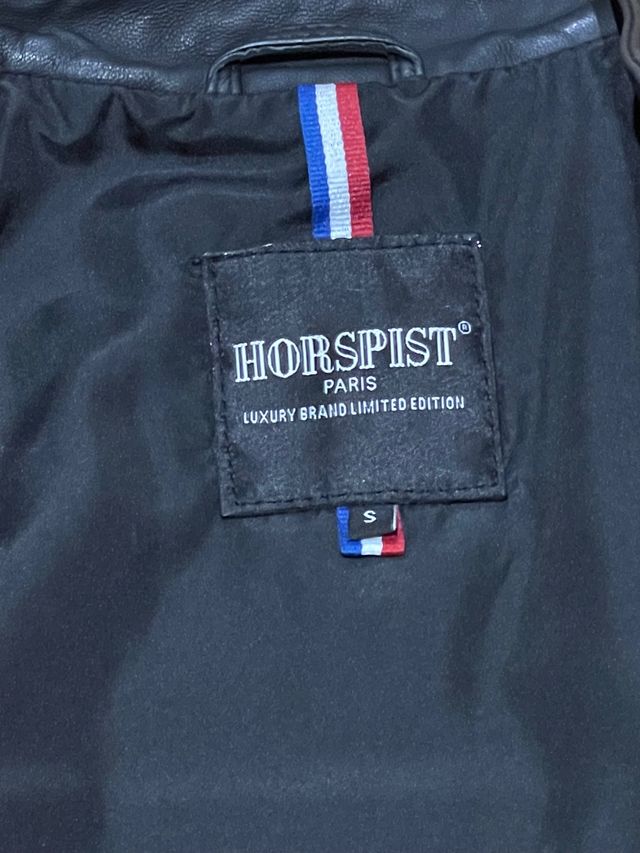 HORSPIST®
PARIS
LUXURY BRAND LIMITED EDITION
S